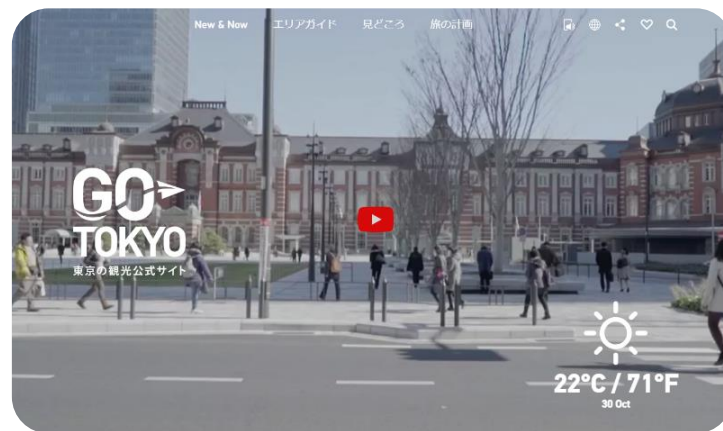 New & Now エリアガイド 見どころ 旅の計画
GO
TOKYO
東京の観光公式サイト
22°C / 71°F
30 Oct